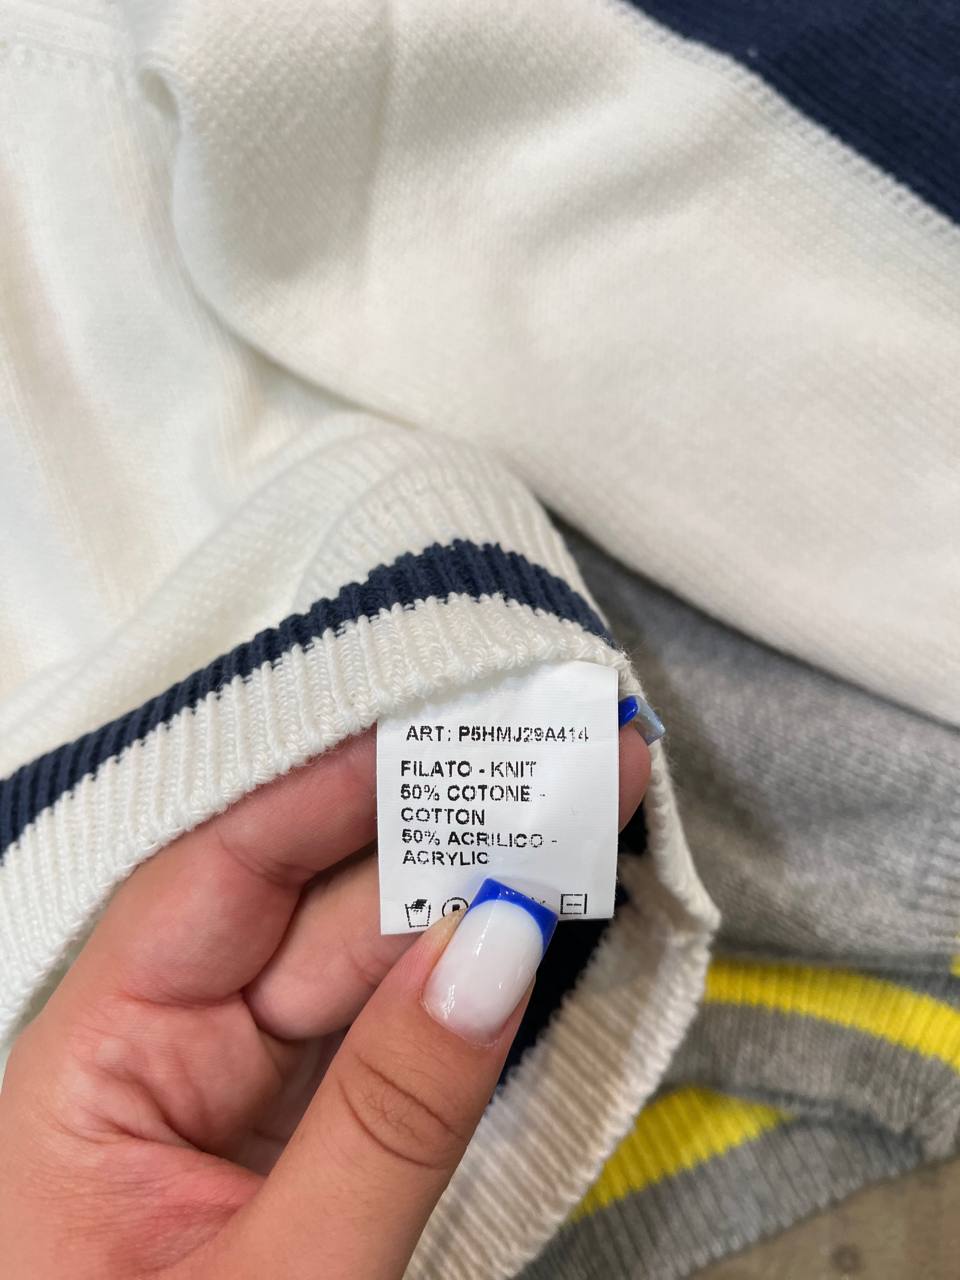 ART: P5HMJ29A414
FILATO - KNIT
50% COTONE -
COTTON
50% ACRILICO -
ACRYLIC